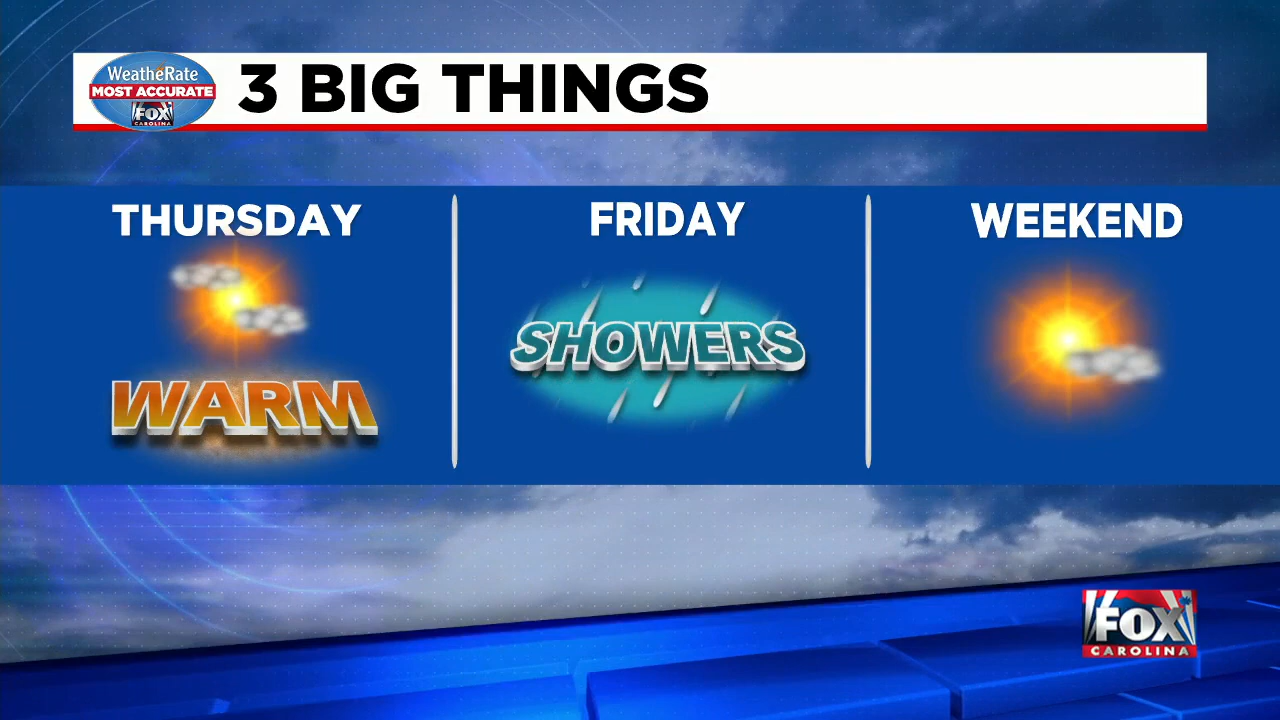 WeatheRate
MOST ACCURATE
FOX
CAROLINA
3 BIG THINGS
THURSDAY
WARM
FRIDAY
SHOWERS
WEEKEND
FOX
CAROLINA